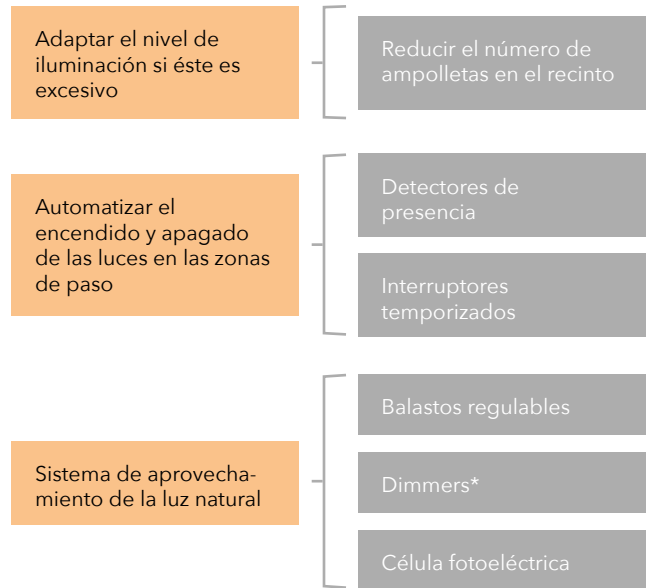 Adaptar el nivel de
iluminación si éste es
excesivo
Reducir el número de
ampolletas en el recinto
Automatizar el
encendido y apagado
de las luces en las zonas
de paso
Detectores de
presencia
Interruptores
temporizados
Sistema de aprovecha-
miento de la luz natural
Balastos regulables
Dimmers*
Célula fotoeléctrica